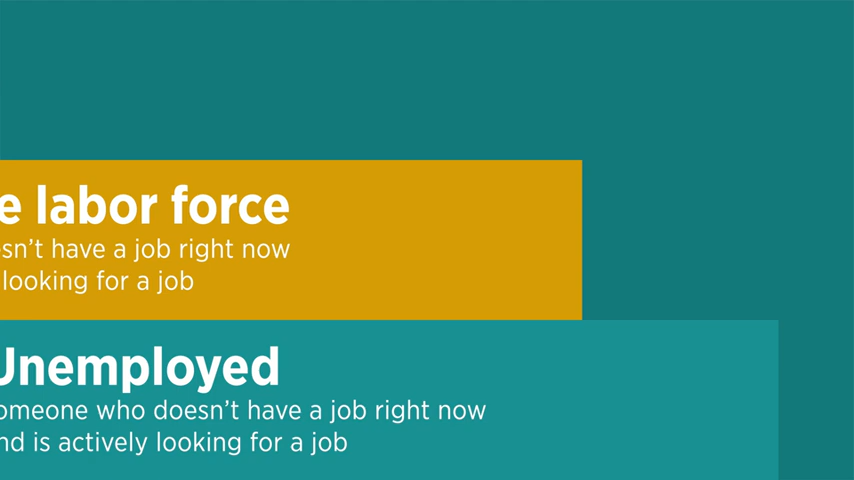 e labor force
sn't have a job right now
looking for a job
Unemployed
omeone who doesn't have a job right now
nd is actively looking for a job